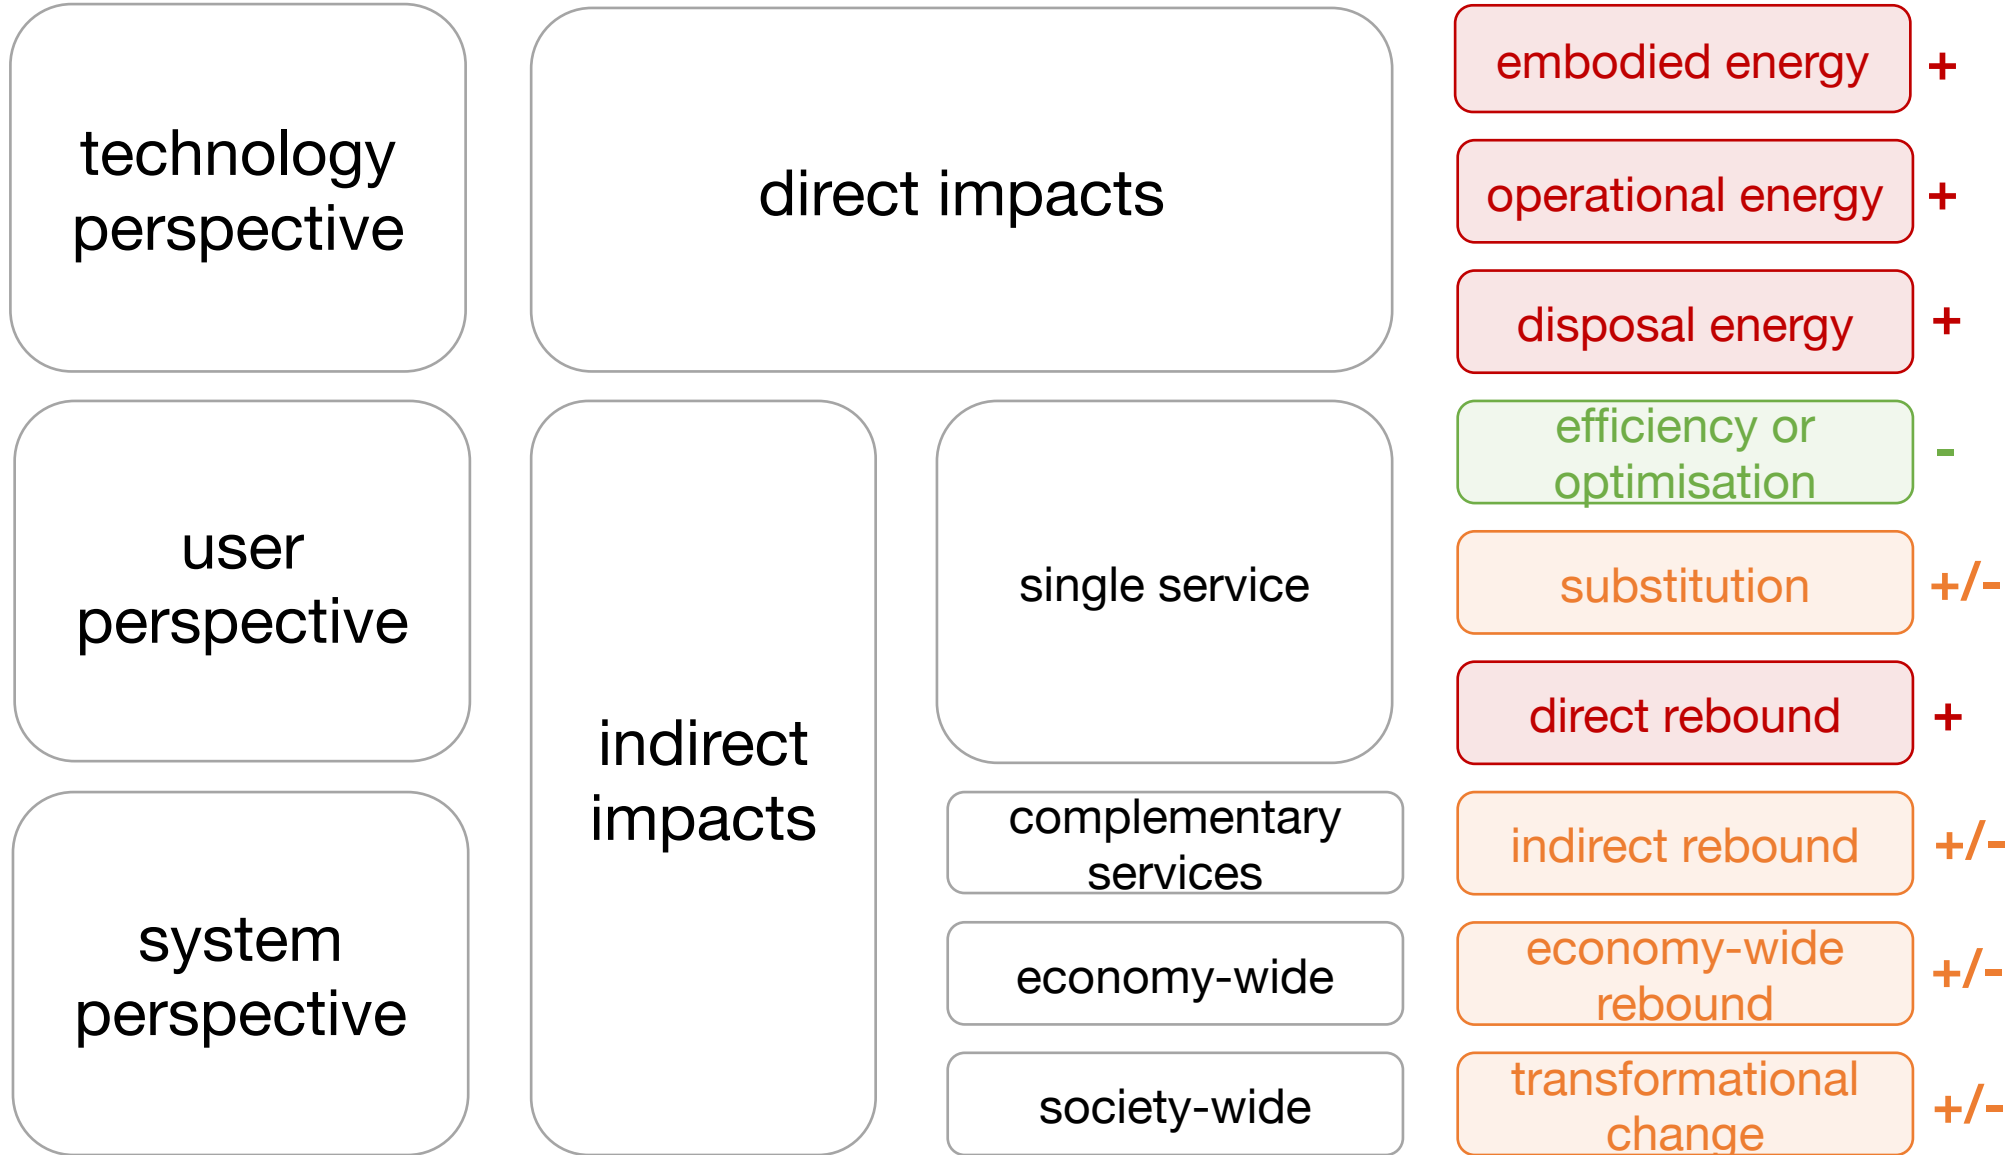 technology
perspective
direct impacts
embodied energy +
operational energy +
disposal energy +
user
perspective
indirect
impacts
single service
efficiency or
optimisation -
substitution +/-
direct rebound +
system
perspective
complementary
services
indirect rebound +/-
economy-wide
economy-wide
rebound +/-
society-wide
transformational
change +/-